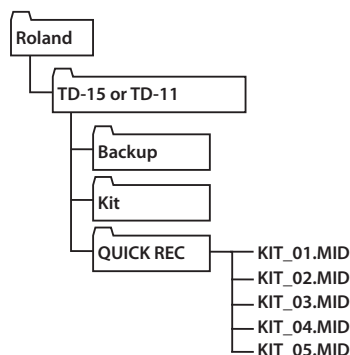 Roland
TD-15 or TD-11
Backup
Kit
QUICK REC
KIT_01.MID
KIT_02.MID
KIT_03.MID
KIT_04.MID
KIT_05.MID